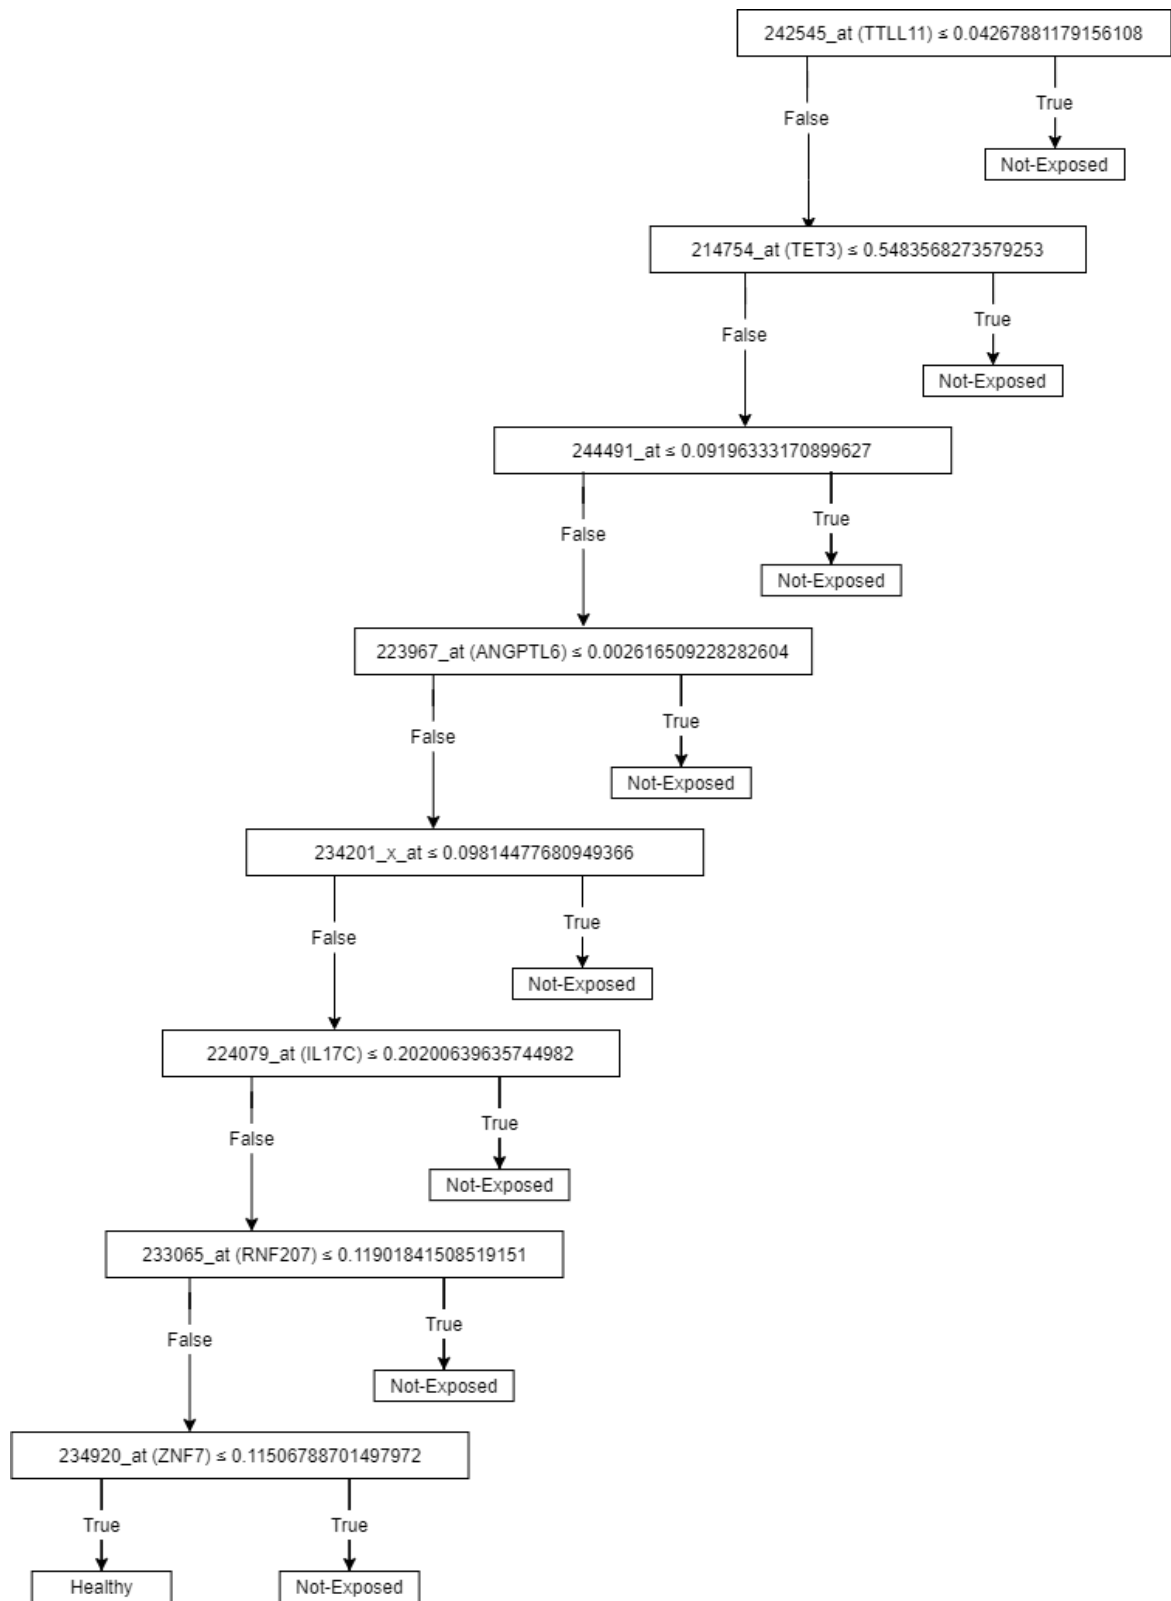 242545_at (TTLL11) ≤ 0.04267881179156108
True
False
Not-Exposed
214754_at (TET3) ≤ 0.5483568273579253
True
False
Not-Exposed
244491_at ≤ 0.09196333170899627
True
False
Not-Exposed
223967_at (ANGPTL6) ≤ 0.002616509228282604
True
False
Not-Exposed
234201_x_at ≤ 0.09814477680949366
True
False
Not-Exposed
224079_at (IL17C) ≤ 0.20200639635744982
True
False
Not-Exposed
233065_at (RNF207) ≤ 0.11901841508519151
True
False
Not-Exposed
234920_at (ZNF7) ≤ 0.11506788701497972
True
True
Healthy
Not-Exposed